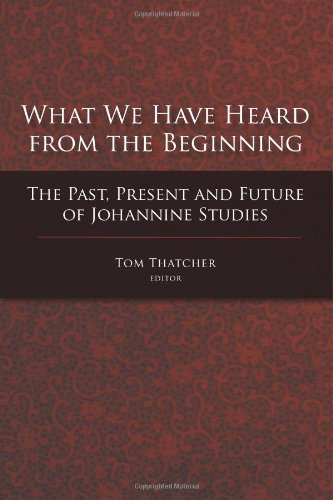 What We Have Heard
from the Beginning
The Past, Present and Future
of Johannine Studies
Tom Thatcher
editor